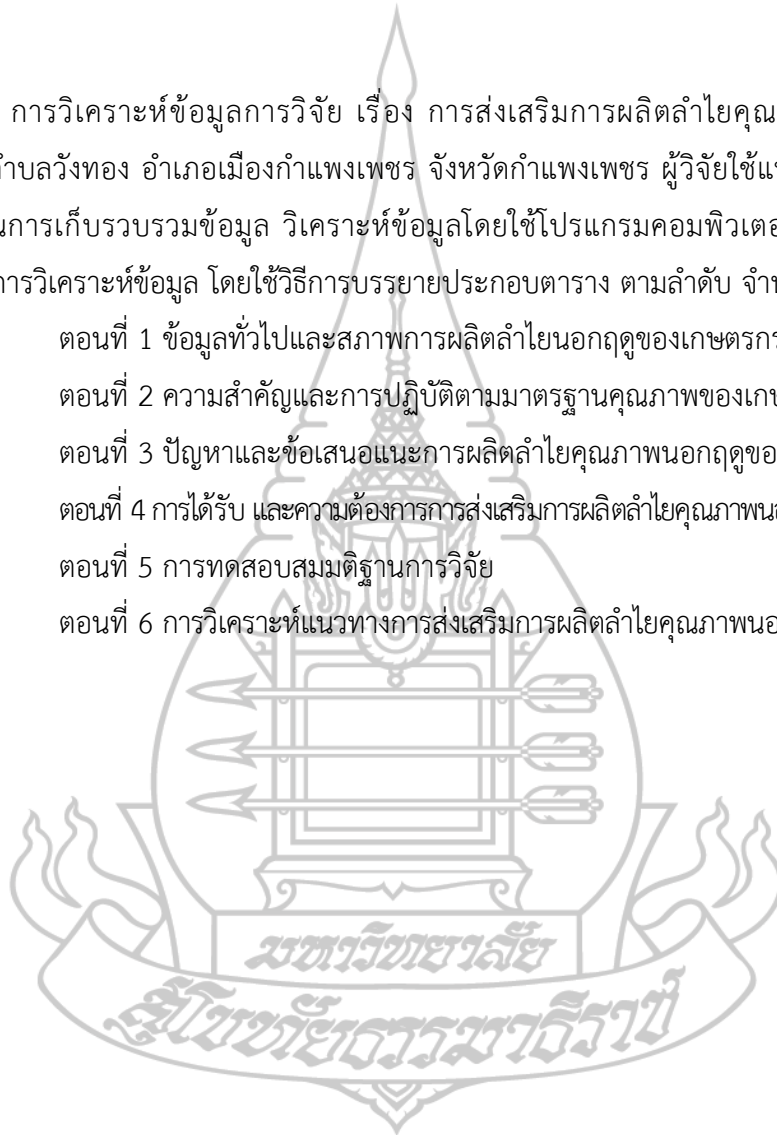 การวิเคราะห์ข้อมูลการวิจัย เรื่อง การส่งเสริมการผลิตลำไยคุณ
ตำบลวังทอง อำเภอเมืองกำแพงเพชร จังหวัดกำแพงเพชร ผู้วิจัยใช้แ
นการเก็บรวบรวมข้อมูล วิเคราะห์ข้อมูลโดยใช้โปรแกรมคอมพิวเตอ
การวิเคราะห์ข้อมูล โดยใช้วิธีการบรรยายประกอบตาราง ตามลำดับ จำ
ตอนที่ 1 ข้อมูลทั่วไปและสภาพการผลิตลำไยนอกฤดูของเกษตรกร
ตอนที่ 2 ความสำคัญและการปฏิบัติตามมาตรฐานคุณภาพของเก
ตอนที่ 3 ปัญหาและข้อเสนอแนะการผลิตลำไยคุณภาพนอกฤดูขอ
ตอนที่ 4 การได้รับ และความต้องการการส่งเสริมการผลิตลำไยคุณภาพน
ตอนที่ 5 การทดสอบสมมติฐานการวิจัย
ตอนที่ 6 การวิเคราะห์แนวทางการส่งเสริมการผลิตลำไยคุณภาพนอ
มหาวิทยาลัย
สุโขทัยธรรมาธิราช